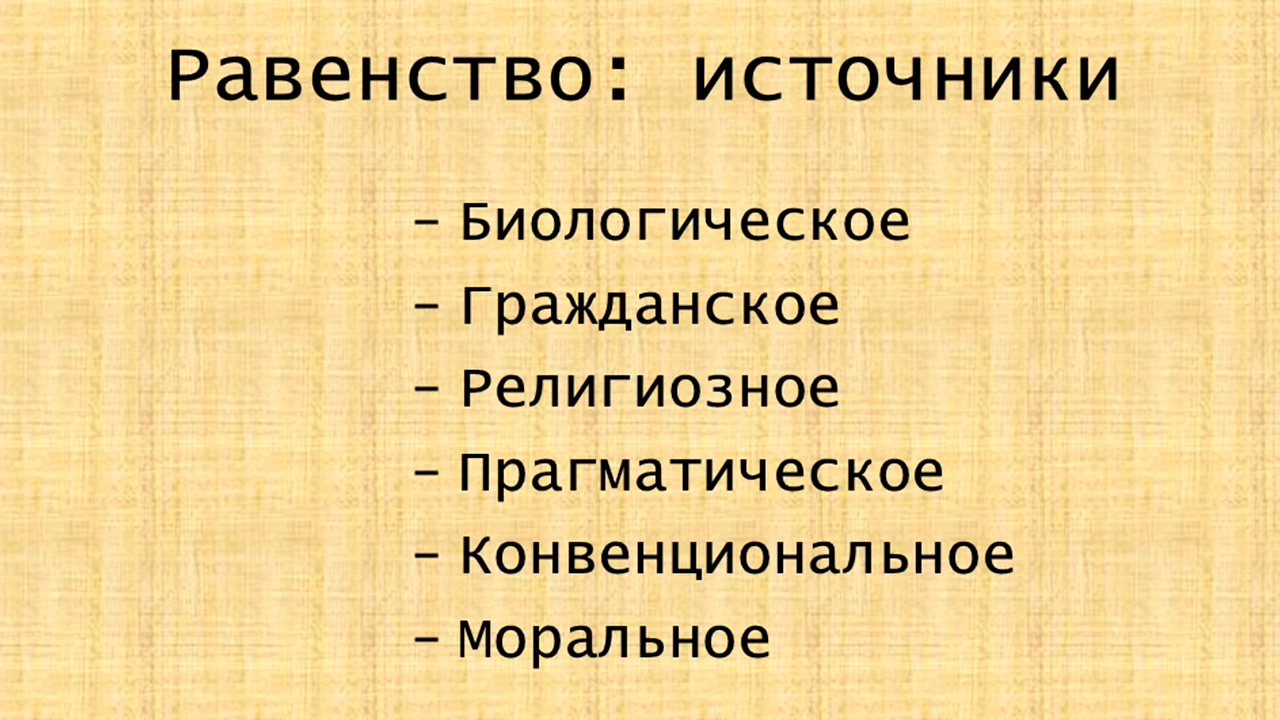 Равенство: источники
– Биологическое
– Гражданское
– Религиозное
– Прагматическое
– Конвенциональное
– Моральное